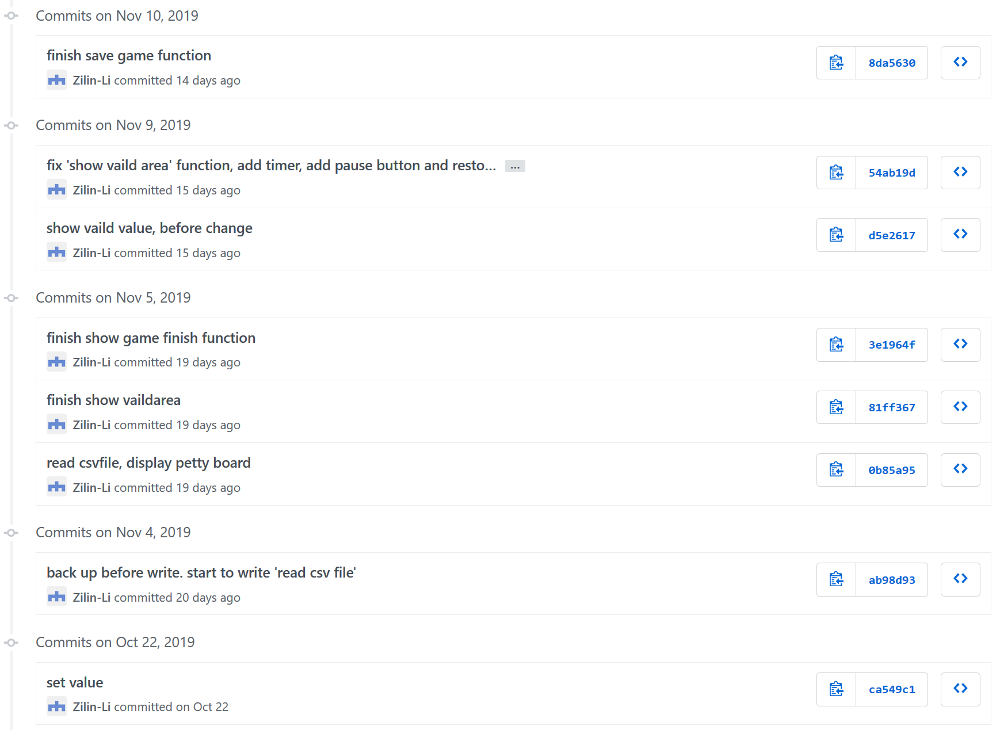 Commits on Nov 10, 2019
finish save game function
8da5630
Zilin-Li committed 14 days ago
Commits on Nov 9, 2019
fix 'show vaild area' function, add timer, add pause button and resto... ...
54ab19d
Zilin-Li committed 15 days ago
show vaild value, before change
d5e2617
Zilin-Li committed 15 days ago
Commits on Nov 5, 2019
finish show game finish function
3e1964f
Zilin-Li committed 19 days ago
finish show vaildarea
81ff367
Zilin-Li committed 19 days ago
read csvfile, display petty board
0b85a95
Zilin-Li committed 19 days ago
Commits on Nov 4, 2019
back up before write. start to write 'read csv file'
ab98d93
Zilin-Li committed 20 days ago
Commits on Oct 22, 2019
set value
ca549c1
Zilin-Li committed on Oct 22